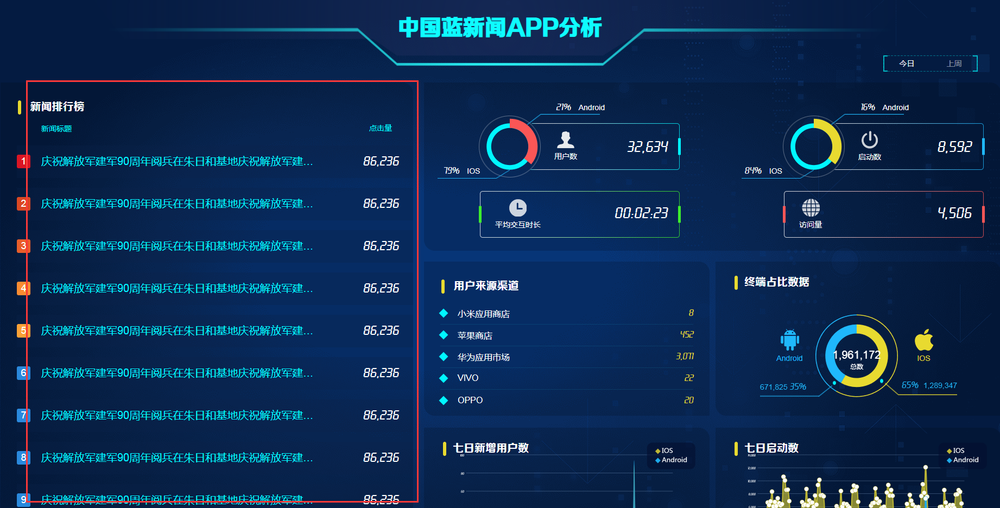 中国蓝新闻APP分析
今日 上周
新闻排行榜
新闻标题 点击量
1 庆祝解放军建军90周年阅兵在朱日和基地庆祝解放军建... 86,236
2 庆祝解放军建军90周年阅兵在朱日和基地庆祝解放军建... 86,236
3 庆祝解放军建军90周年阅兵在朱日和基地庆祝解放军建... 86,236
4 庆祝解放军建军90周年阅兵在朱日和基地庆祝解放军建... 86,236
5 庆祝解放军建军90周年阅兵在朱日和基地庆祝解放军建... 86,236
6 庆祝解放军建军90周年阅兵在朱日和基地庆祝解放军建... 86,236
7 庆祝解放军建军90周年阅兵在朱日和基地庆祝解放军建... 86,236
8 庆祝解放军建军90周年阅兵在朱日和基地庆祝解放军建... 86,236
9 庆祝解放军建军90周年阅兵在朱日和基地庆祝解放军建... 86,236
21% Android
用户数 32,634
79% IOS
16% Android
启动数 8,592
84% IOS
平均交互时长 00:02:23
访问量 4,506
用户来源渠道
小米应用商店 8
苹果商店 452
华为应用市场 3,071
VIVO 22
OPPO 20
终端占比数据
Android
1,961,172
总数
IOS
671,825 35%
65% 1,289,347
七日新增用户数
IOS
Android
100
80
60
七日启动数
IOS
Android
14,000
12,000
10,000
8,000
6,000